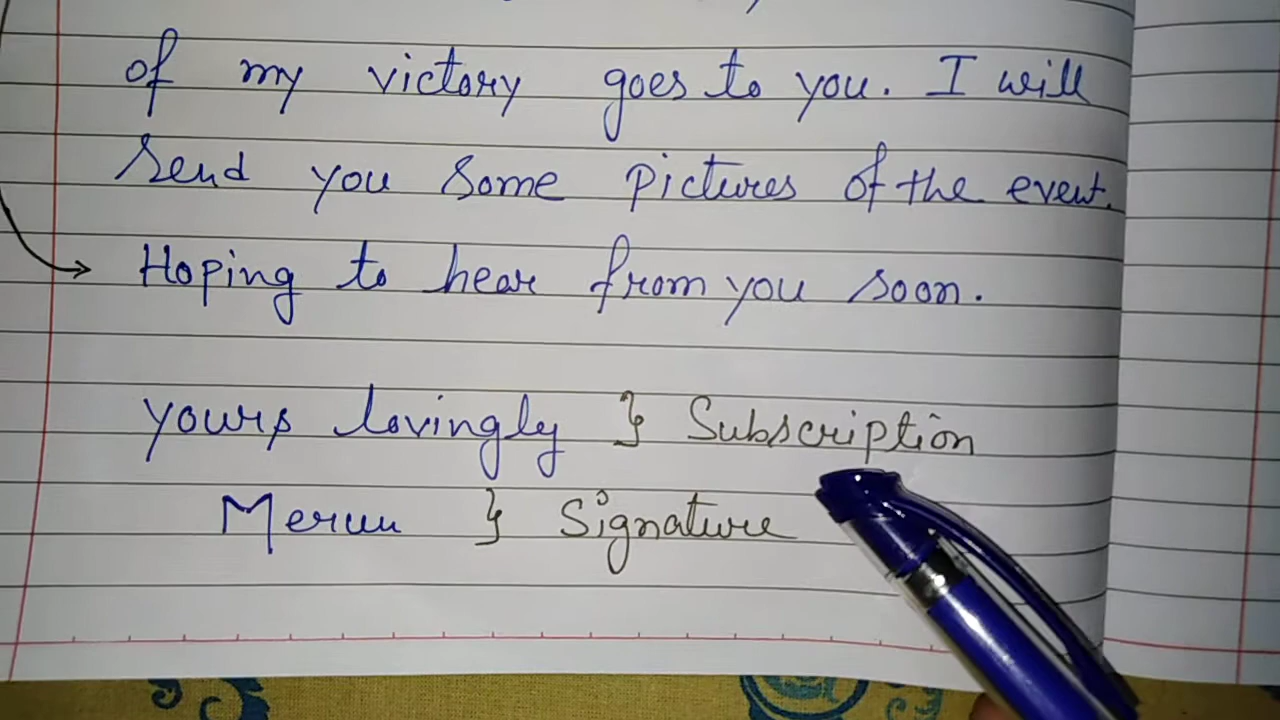 of my victory goes to you. I will
send you some pictures of the event.
Hoping to hear from you soon.
yours lovingly } Subscription
} Signature